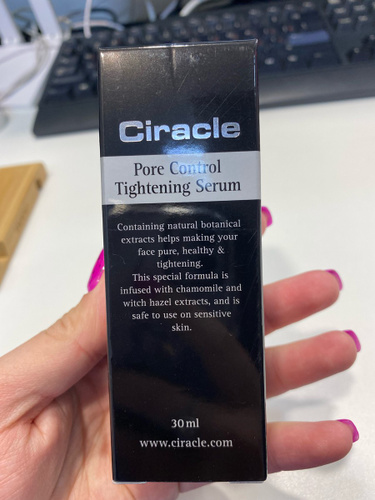 Ciracle
Pore Control
Tightening Serum
Containing natural botanical
extracts helps making your
face pure, healthy &
tightening.
This special formula is
infused with chamomile and
witch hazel extracts, and is
safe to use on sensitive
skin.
30 ml
www.ciracle.com